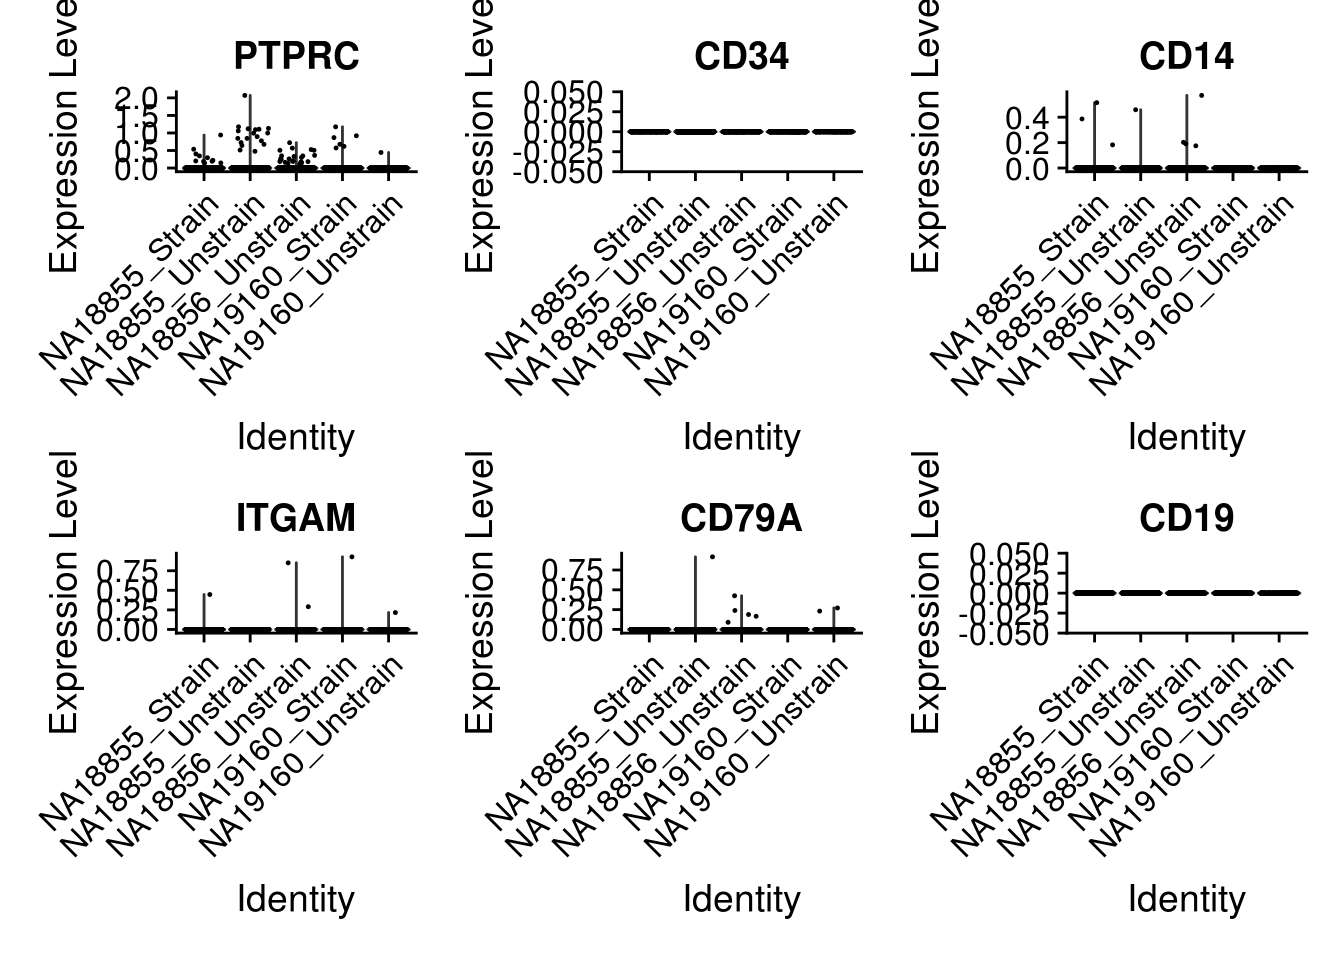 PTPRC
Expression Leve
2.0
1.5
1.0
0.5
0.0
NA18855_Strain
NA18855_Unstrain
NA18856_Unstrain
NA19160_Strain
NA19160_Unstrain
Identity
CD34
Expression Leve
0.050
0.025
0.000
-0.025
-0.050
NA18855_Strain
NA18855_Unstrain
NA18856_Unstrain
NA19160_Strain
NA19160_Unstrain
Identity
CD14
Expression Leve
0.4
0.2
0.0
NA18855_Strain
NA18855_Unstrain
NA18856_Unstrain
NA19160_Strain
NA19160_Unstrain
Identity
ITGAM
Expression Level
0.75
0.50
0.25
0.00
NA18855_Strain
NA18855_Unstrain
NA18856_Unstrain
NA19160_Strain
NA19160_Unstrain
Identity
CD79A
Expression Level
0.75
0.50
0.25
0.00
NA18855_Strain
NA18855_Unstrain
NA18856_Unstrain
NA19160_Strain
NA19160_Unstrain
Identity
CD19
Expression Level
0.050
0.025
0.000
-0.025
-0.050
NA18855_Strain
NA18855_Unstrain
NA18856_Unstrain
NA19160_Strain
NA19160_Unstrain
Identity